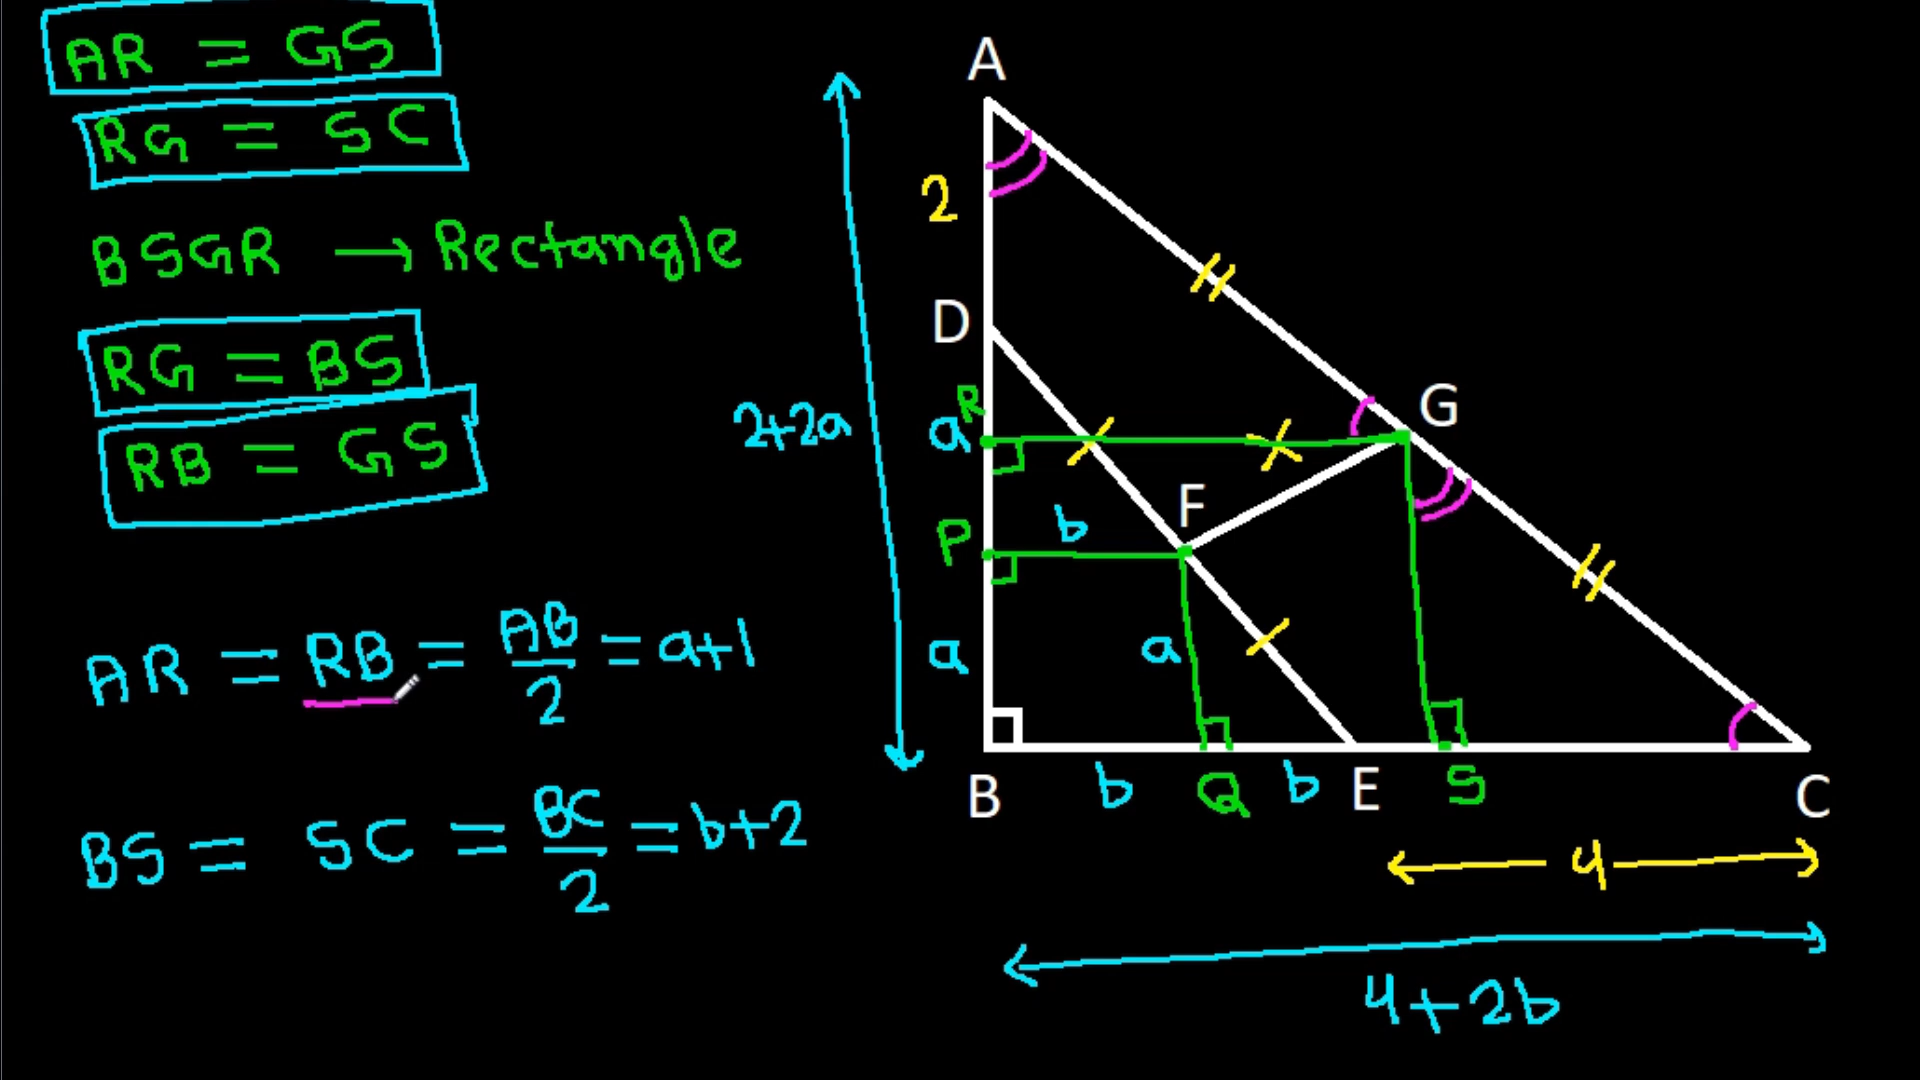 AR = GS
RG = SC
BSGR → Rectangle
RG = BS
RB = GS
AR = RB = AB/2 = a+1
BS = SC = BC/2 = b+2
A
2
D
R
a
G
2+2a
F
b
P
a
a
B
b
Q
b
E
S
C
4
4+2b